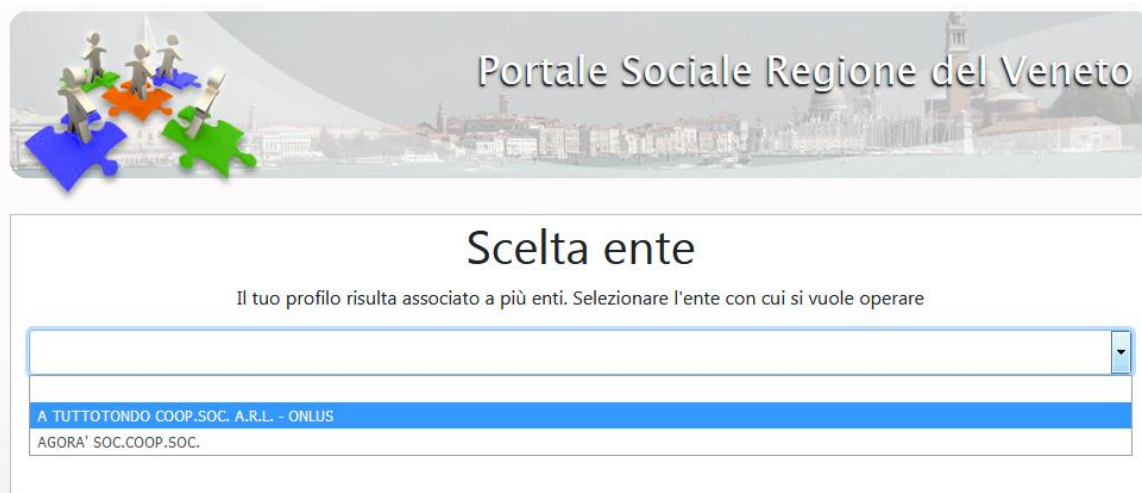 Portale Sociale Regione del Veneto
Scelta ente
Il tuo profilo risulta associato a più enti. Selezionare l'ente con cui si vuole operare
A TUTTOTONDO COOP.SOC. A.R.L. - ONLUS
AGORA' SOC.COOP.SOC.